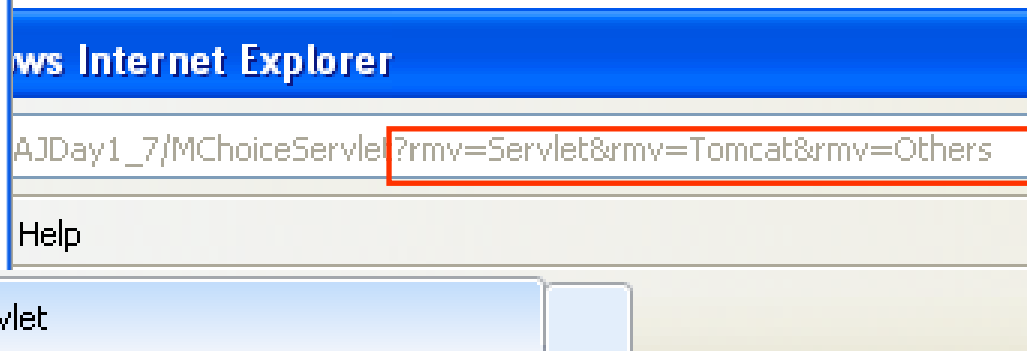 ws Internet Explorer
AJDay1_7/MChoiceServlet?rmv=Servlet&rmv=Tomcat&rmv=Others
Help
vlet